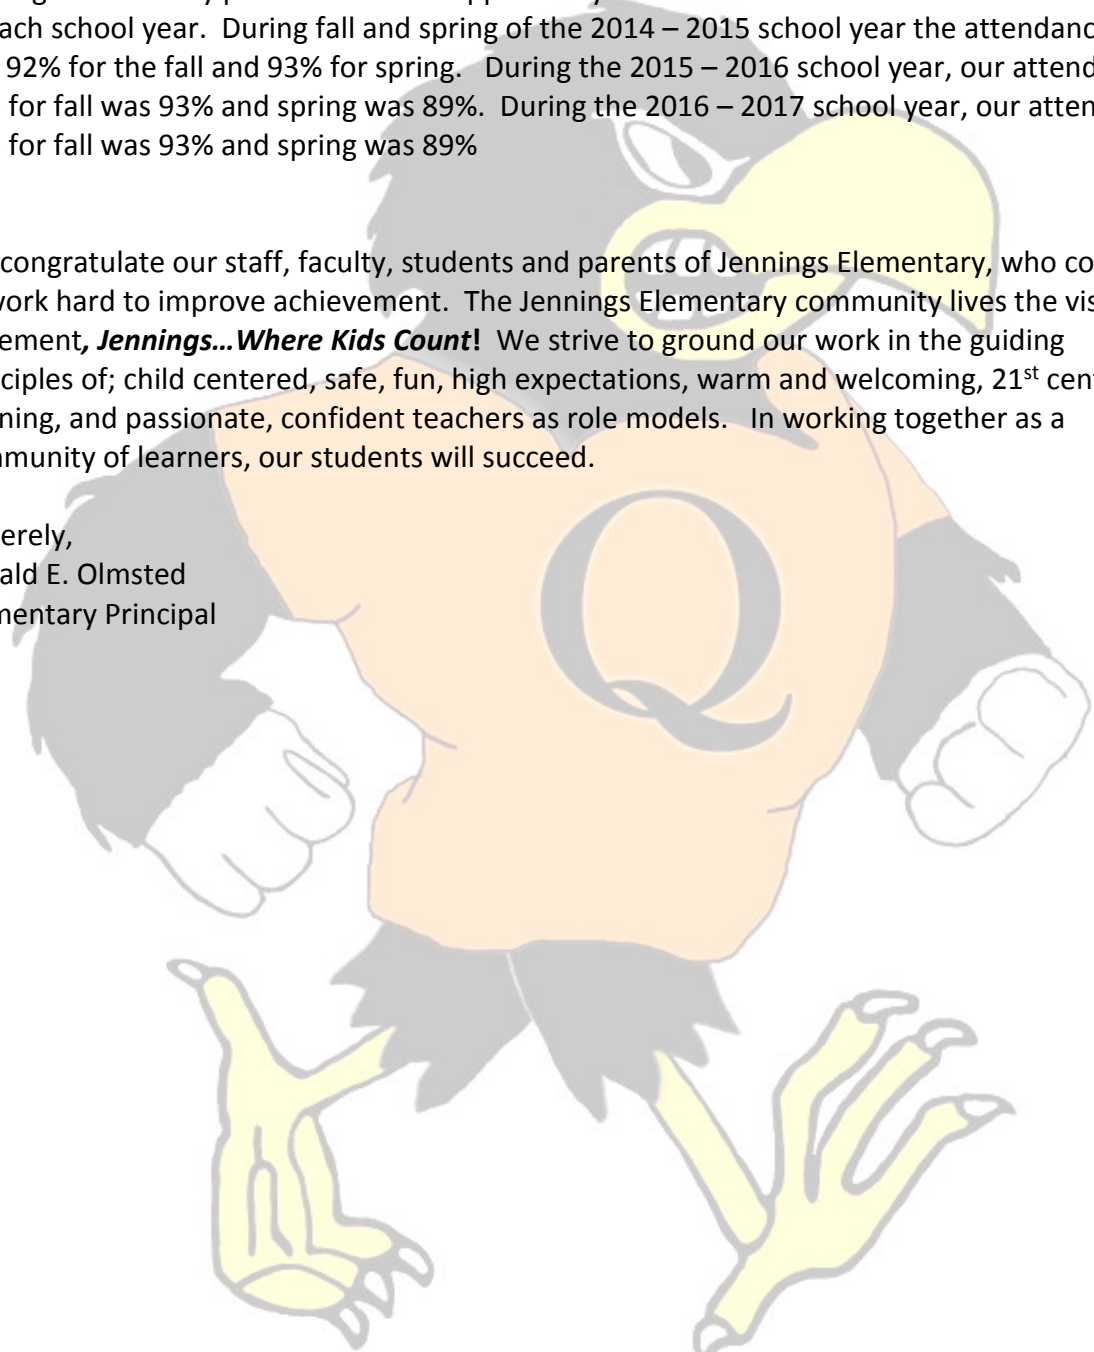 ach school year. During fall and spring of the 2014 – 2015 school year the attendanc
92% for the fall and 93% for spring. During the 2015 – 2016 school year, our attend
for fall was 93% and spring was 89%. During the 2016 – 2017 school year, our atten
for fall was 93% and spring was 89%
congratulate our staff, faculty, students and parents of Jennings Elementary, who co
work hard to improve achievement. The Jennings Elementary community lives the vis
ement, Jennings…Where Kids Count! We strive to ground our work in the guiding
ciples of; child centered, safe, fun, high expectations, warm and welcoming, 21st cent
ning, and passionate, confident teachers as role models. In working together as a
munity of learners, our students will succeed.
erely,
ald E. Olmsted
mentary Principal
Q